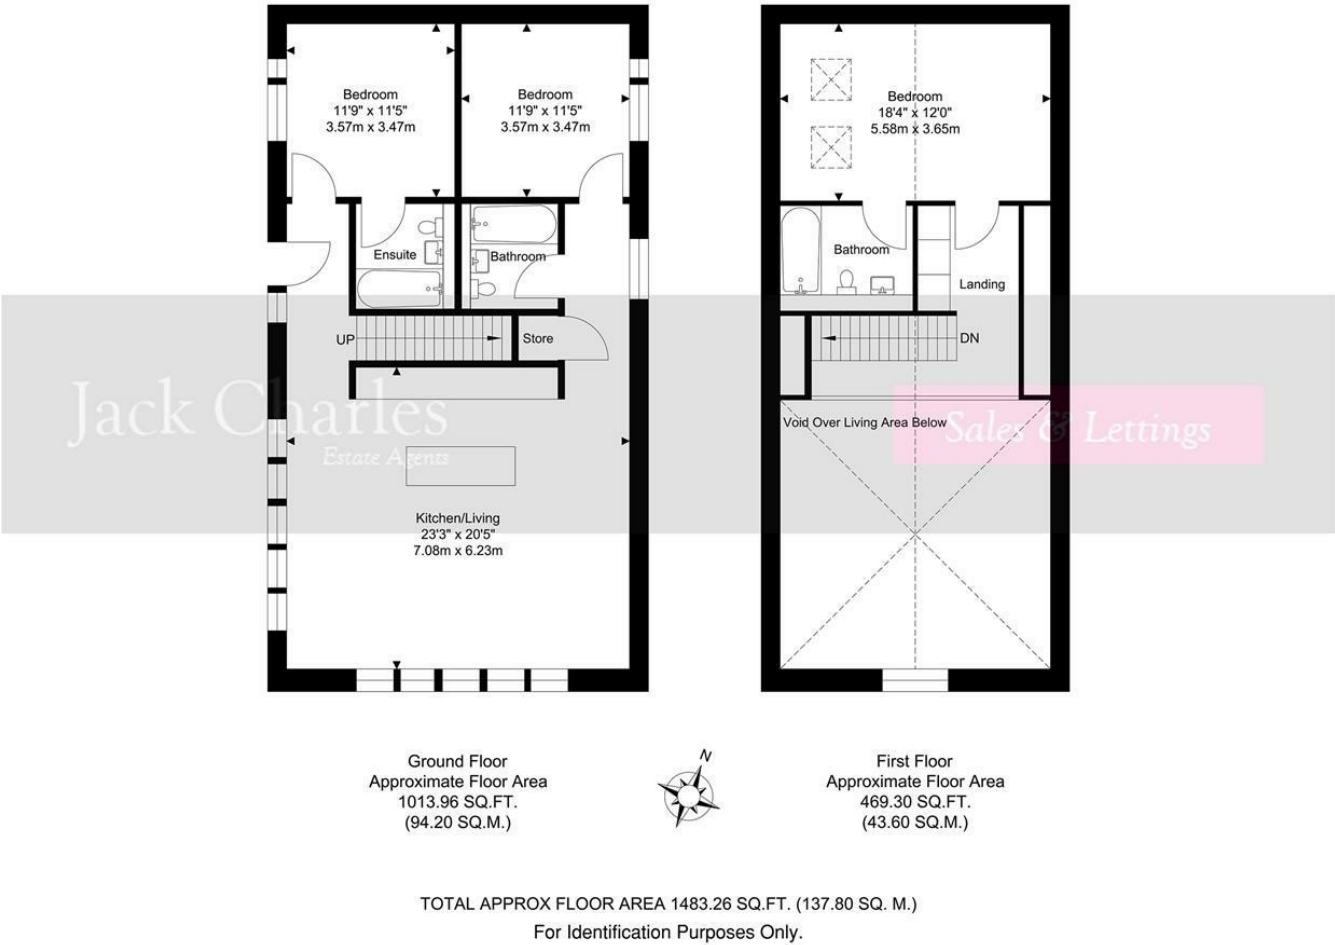 Bedroom
11'9" x 11'5"
3.57m x 3.47m
Bedroom
11'9" x 11'5"
3.57m x 3.47m
Ensuite
Bathroom
UP
Store
Kitchen/Living
23'3" x 20'5"
7.08m x 6.23m
Bedroom
18'4" x 12'0"
5.58m x 3.65m
Bathroom
Landing
DN
Void Over Living Area Below
Jack Charles
Estate Agents
Sales & Lettings
Ground Floor
Approximate Floor Area
1013.96 SQ.FT.
(94.20 SQ.M.)
N
First Floor
Approximate Floor Area
469.30 SQ.FT.
(43.60 SQ.M.)
TOTAL APPROX FLOOR AREA 1483.26 SQ.FT. (137.80 SQ. M.)
For Identification Purposes Only.